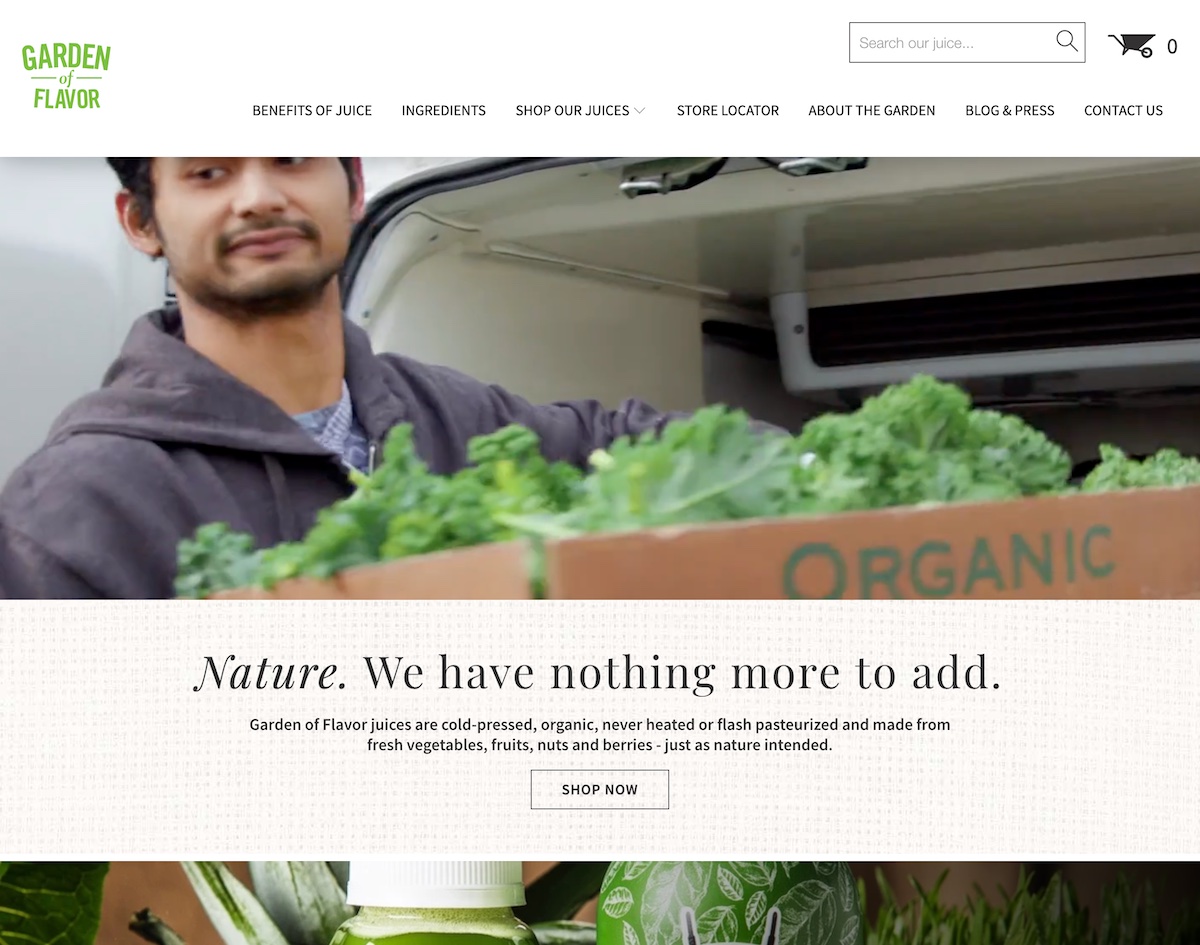 GARDEN
of
FLAVOR
Search our juice...
0
BENEFITS OF JUICE
INGREDIENTS
SHOP OUR JUICES
STORE LOCATOR
ABOUT THE GARDEN
BLOG & PRESS
CONTACT US
ORGANIC
Nature. We have nothing more to add.
Garden of Flavor juices are cold-pressed, organic, never heated or flash pasteurized and made from
fresh vegetables, fruits, nuts and berries - just as nature intended.
SHOP NOW